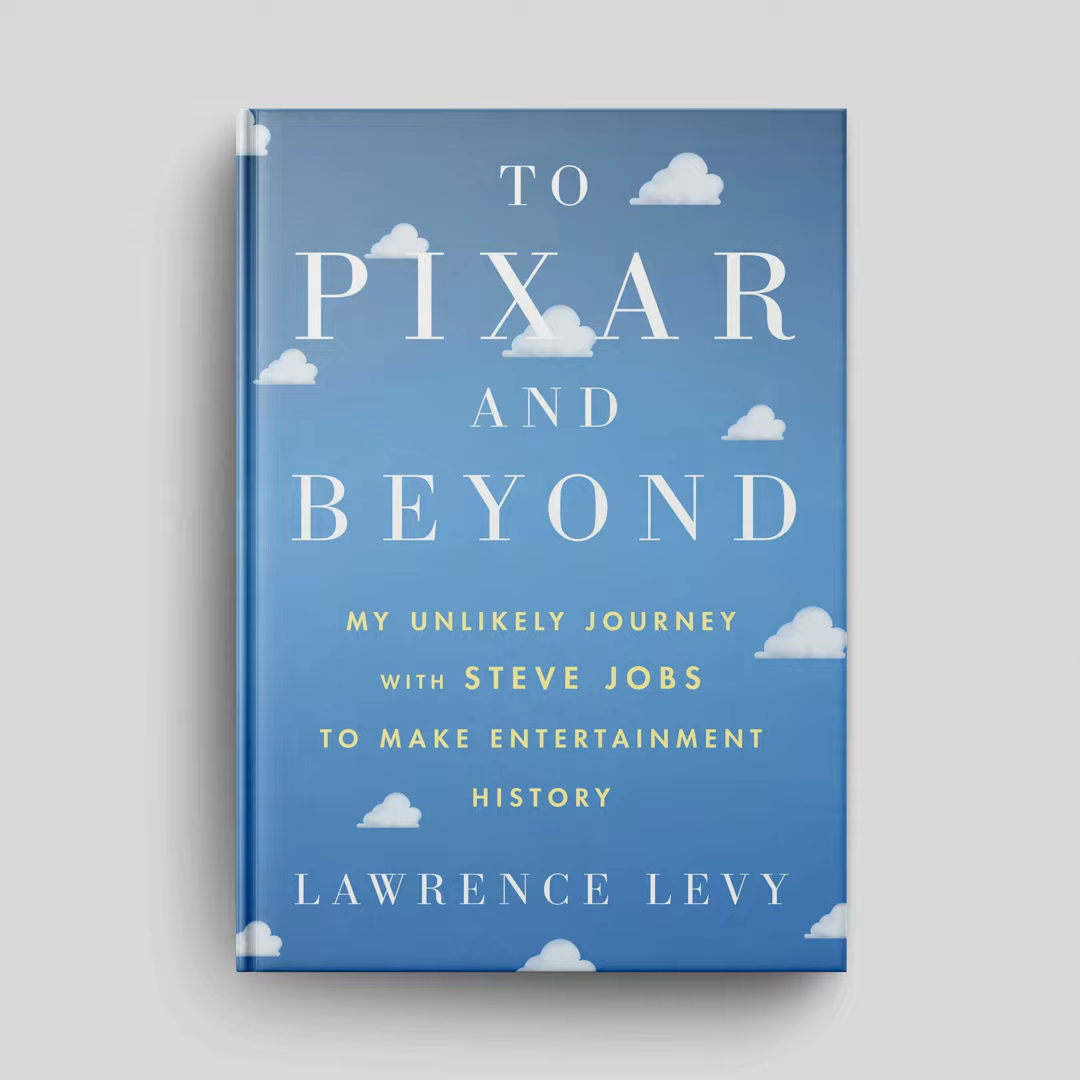 TO
PIXAR
AND
BEYOND
MY UNLIKELY JOURNEY
WITH STEVE JOBS
TO MAKE ENTERTAINMENT
HISTORY
LAWRENCE LEVY